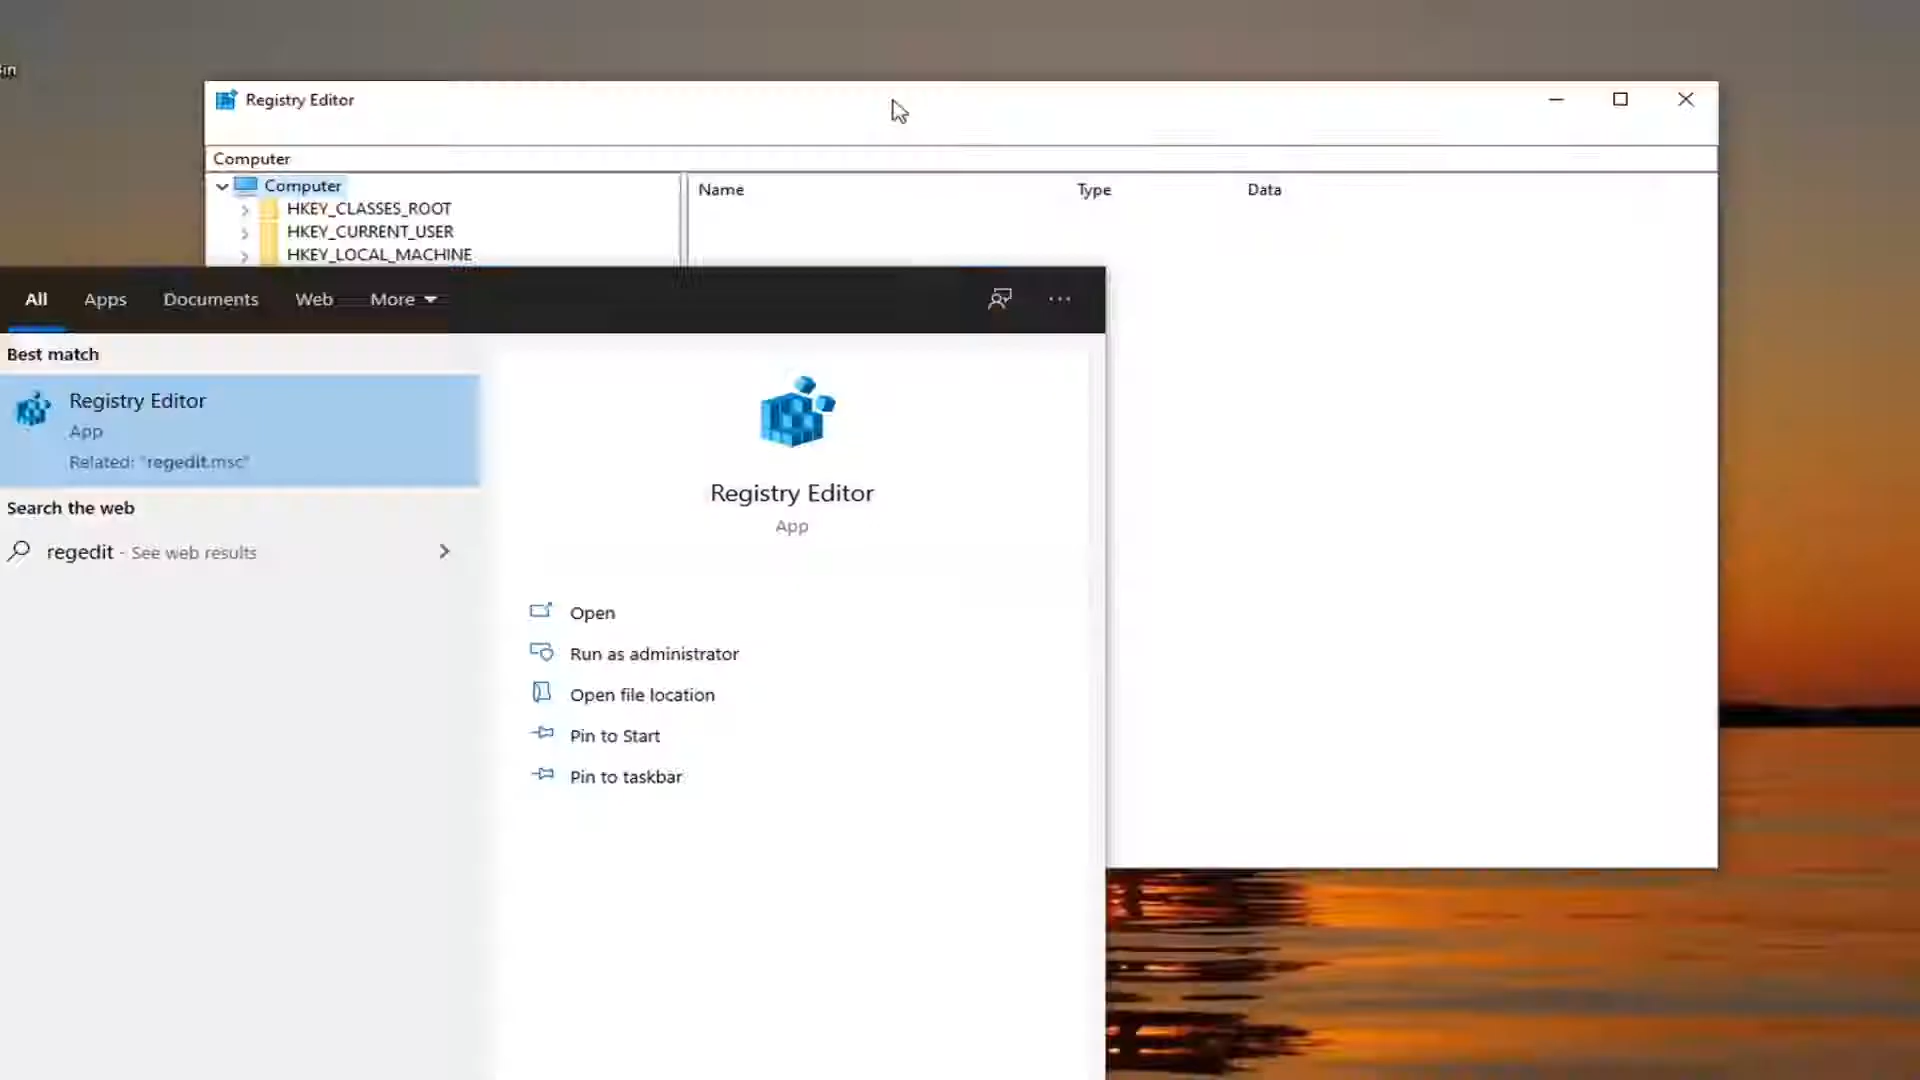 in
Registry Editor
Computer
Computer
HKEY_CLASSES_ROOT
HKEY_CURRENT_USER
HKEY_LOCAL_MACHINE
Name Type Data
All Apps Documents Web More
Best match
Registry Editor
App
Related: "regedit.msc"
Search the web
regedit - See web results
Registry Editor
App
Open
Run as administrator
Open file location
Pin to Start
Pin to taskbar